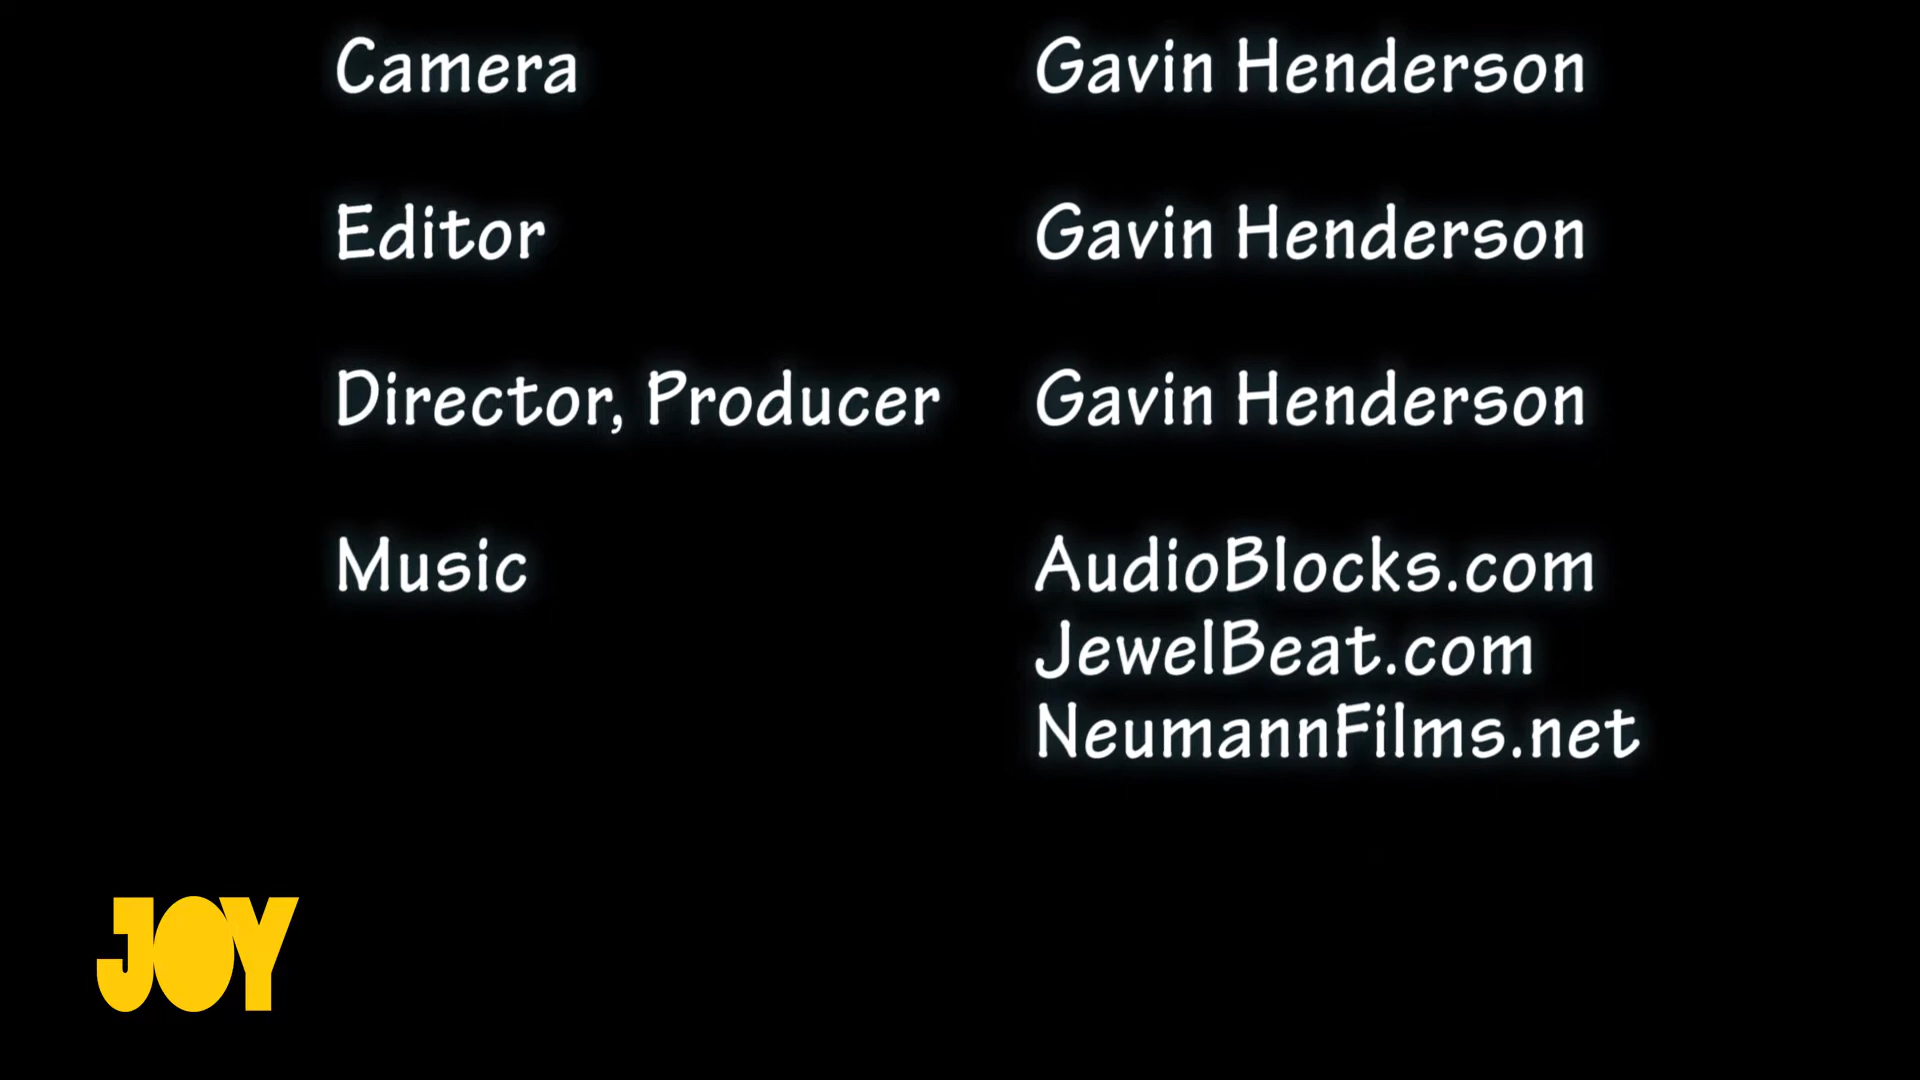 Camera Gavin Henderson
Editor Gavin Henderson
Director, Producer Gavin Henderson
Music AudioBlocks.com
JewelBeat.com
NeumannFilms.net
JOY